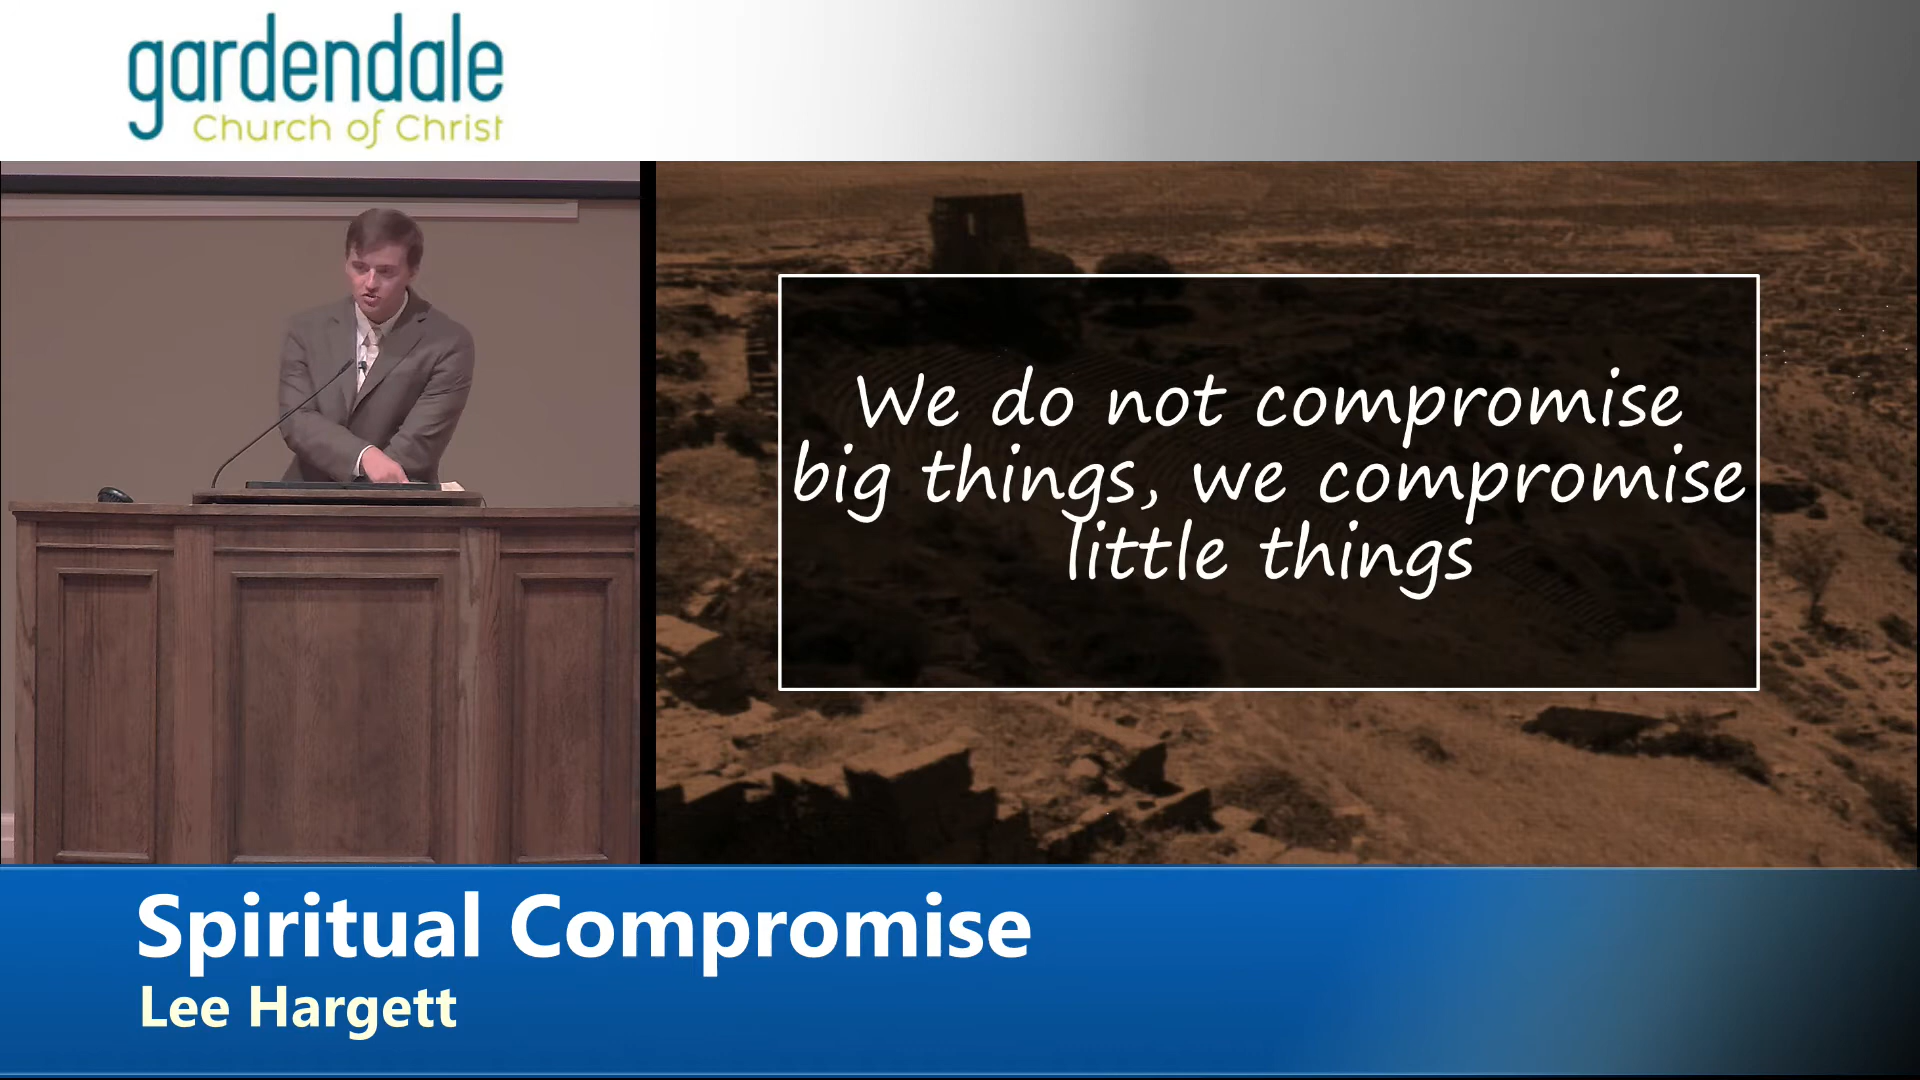 gardendale
Church of Christ
We do not compromise
big things, we compromise
little things
Spiritual Compromise
Lee Hargett